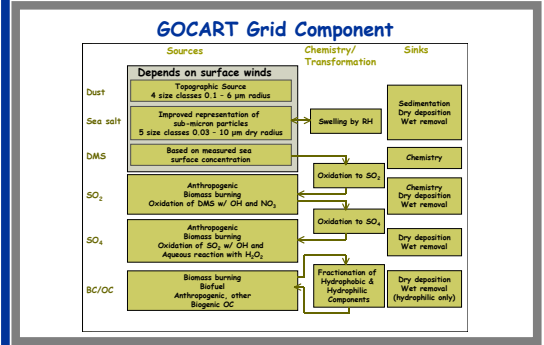 GOCART Grid Component
Sources
Chemistry/
Transformation
Sinks
Depends on surface winds
Dust
Topographic Source
4 size classes 0.1 – 6 µm radius
Sedimentation
Dry deposition
Wet removal
Sea salt
Improved representation of
sub-micron particles
5 size classes 0.03 – 10 µm dry radius
Swelling by RH
DMS
Based on measured sea
surface concentration
Chemistry
Oxidation to SO₂
SO₂
Anthropogenic
Biomass burning
Oxidation of DMS w/ OH and NO₃
Chemistry
Dry deposition
Wet removal
Oxidation to SO₄
SO₄
Anthropogenic
Biomass burning
Oxidation of SO₂ w/ OH and
Aqueous reaction with H₂O₂
Dry deposition
Wet removal
BC/OC
Biomass burning
Biofuel
Anthropogenic, other
Biogenic OC
Fractionation of
Hydrophobic &
Hydrophilic
Components
Dry deposition
Wet removal
(hydrophilic only)